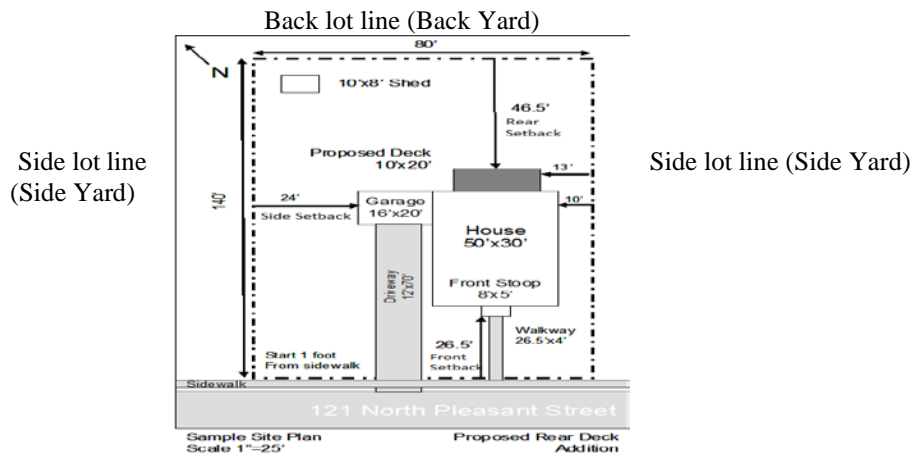 Back lot line (Back Yard)
80'
N
10'x8' Shed
46.5'
Rear
Setback
Proposed Deck
10'x20'
13'
Side lot line
(Side Yard)
Side lot line (Side Yard)
140'
24'
Side Setback
Garage
16'x20'
10'
House
50'x30'
Driveway
12'x70'
Front Stoop
8'x5'
Walkway
26.5'x4'
26.5'
Front
Setback
Start 1 foot
From sidewalk
Sidewalk
121 North Pleasant Street
Sample Site Plan
Scale 1"=25'
Proposed Rear Deck
Addition